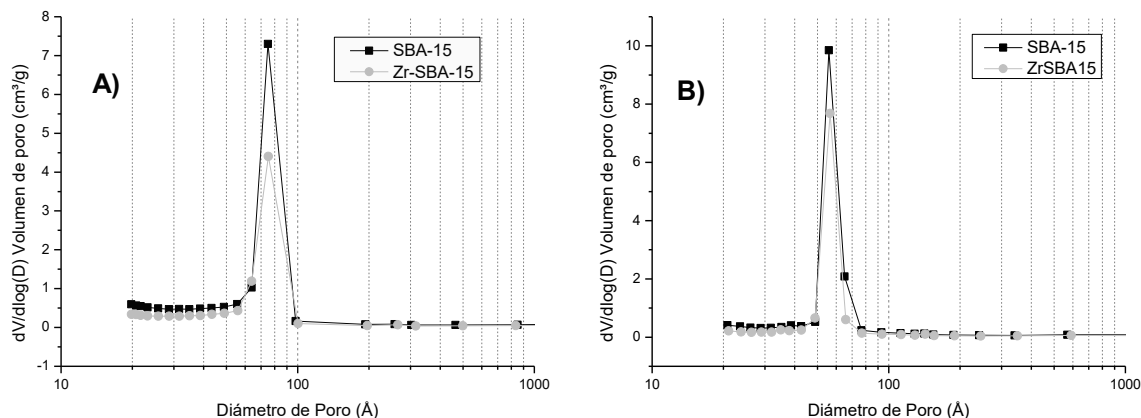 A)
SBA-15
Zr-SBA-15
dV/dlog(D) Volumen de poro (cm³/g)
8
7
6
5
4
3
2
1
0
-1
10
100
1000
Diámetro de Poro (Å)
B)
SBA-15
ZrSBA15
dV/dlog(D) Volumen de poro (cm³/g)
10
8
6
4
2
0
10
100
1000
Diámetro de Poro (Å)